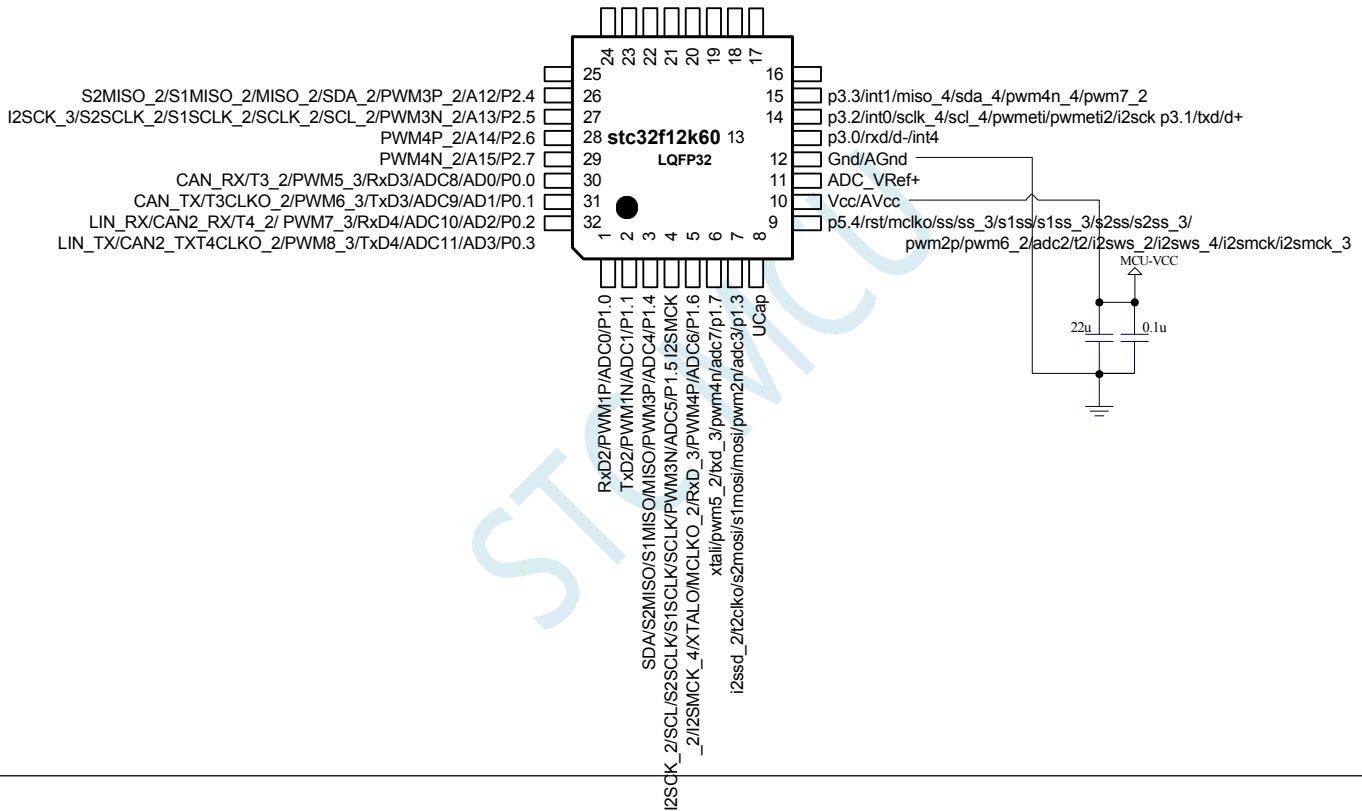 24 23 22 21 20 19 18 17
25 16
S2MISO_2/S1MISO_2/MISO_2/SDA_2/PWM3P_2/A12/P2.4 26 15 p3.3/int1/miso_4/sda_4/pwm4n_4/pwm7_2
I2SCK_3/S2SCLK_2/S1SCLK_2/SCLK_2/SCL_2/PWM3N_2/A13/P2.5 27 14 p3.2/int0/sclk_4/scl_4/pwmeti/pwmeti2/i2sck p3.1/txd/d+
PWM4P_2/A14/P2.6 28 stc32f12k60 13 p3.0/rxd/d-/int4
PWM4N_2/A15/P2.7 29 LQFP32 12 Gnd/AGnd
CAN_RX/T3_2/PWM5_3/RxD3/ADC8/AD0/P0.0 30 11 ADC_VRef+
CAN_TX/T3CLKO_2/PWM6_3/TxD3/ADC9/AD1/P0.1 31 10 Vcc/AVcc
LIN_RX/CAN2_RX/T4_2/ PWM7_3/RxD4/ADC10/AD2/P0.2 32 9 p5.4/rst/mclko/ss/ss_3/s1ss/s1ss_3/s2ss/s2ss_3/
LIN_TX/CAN2_TXT4CLKO_2/PWM8_3/TxD4/ADC11/AD3/P0.3
pwm2p/pwm6_2/adc2/t2/i2sws_2/i2sws_4/i2smck/i2smck_3
1 2 3 4 5 6 7 8
MCU-VCC
22u 0.1u
RxD2/PWM1P/ADC0/P1.0
TxD2/PWM1N/ADC1/P1.1
SDA/S2MISO/S1MISO/MISO/PWM3P/ADC4/P1.4
I2SCK_2/SCL/S2SCLK/S1SCLK/SCLK/PWM3N/ADC5/P1.5I2SMCK
_2/I2SMCK_4/XTALO/MCLKO_2/RxD_3/PWM4P/ADC6/P1.6
xtali/pwm5_2/txd_3/pwm4n/adc7/p1.7
i2ssd_2/t2clko/s2mosi/s1mosi/mosi/pwm2n/adc3/p1.3
UCap
STC MCU